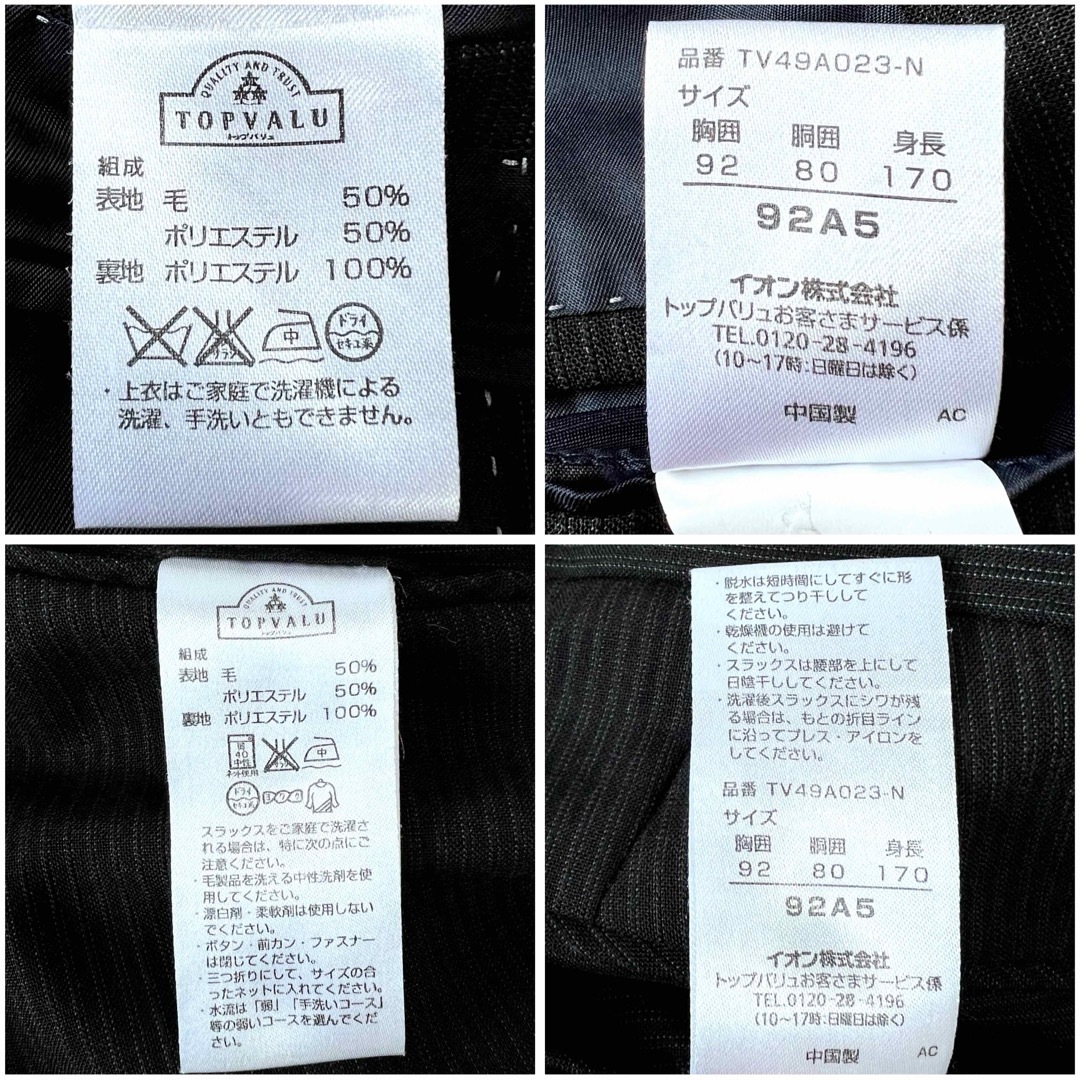 QUALITY AND TRUST
TOPVALU
トップバリュ
組成
表地 毛 50%
ポリエステル 50%
裏地 ポリエステル 100%
エンソサラシ 中 ドライ
セキユ系
・上衣はご家庭で洗濯機による
洗濯、手洗いともできません。
品番 TV49A023-N
サイズ
胸囲 胴囲 身長
92 80 170
92A5
イオン株式会社
トップバリュお客さまサービス係
TEL.0120-28-4196
(10〜17時:日曜日は除く)
中国製 AC
QUALITY AND TRUST
TOPVALU
トップバリュ
組成
表地 毛 50%
ポリエステル 50%
裏地 ポリエステル 100%
弱
40
中性
中
ネット使用
ドライ
セキユ系
スラックスをご家庭で洗濯さ
れる場合は、特に次の点にご
注意ください。
・毛製品を洗える中性洗剤を使
用してください。
・漂白剤・柔軟剤は使用しない
でください。
・ボタン・前カン・ファスナー
は閉じてください。
・三つ折りにして、サイズの合
ったネットに入れてください。
・水流は「弱」「手洗いコース」
等の弱いコースを選んでくだ
さい。
・脱水は短時間にしてすぐに形
を整えてつり干しして
ください。
・乾燥機の使用は避けて
ください。
・スラックスは腰部を上にして
日陰干ししてください。
・洗濯後スラックスにシワが残
る場合は、もとの折目ライン
に沿ってプレス・アイロンを
してください。
品番 TV49A023-N
サイズ
胸囲 胴囲 身長
92 80 170
92A5
イオン株式会社
トップバリュお客さまサービス係
TEL.0120-28-4196
(10〜17時:日曜日は除く)
中国製 AC